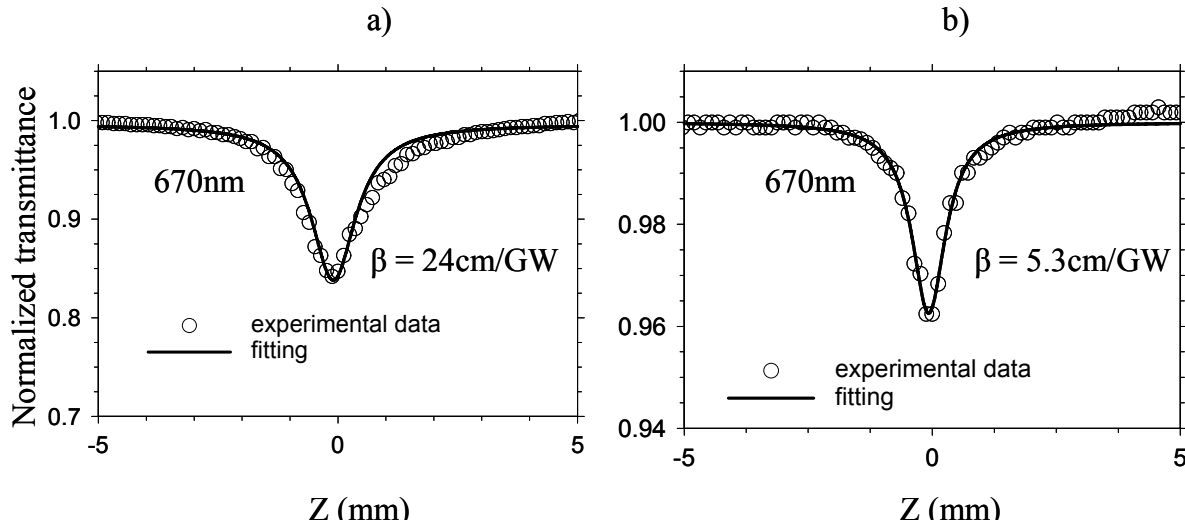 a)
Normalized transmittance
1.0
0.9
0.8
0.7
670nm
β = 24cm/GW
experimental data
fitting
-5
0
5
Z (mm)
b)
1.00
0.98
0.96
0.94
670nm
β = 5.3cm/GW
experimental data
fitting
-5
0
5
Z (mm)